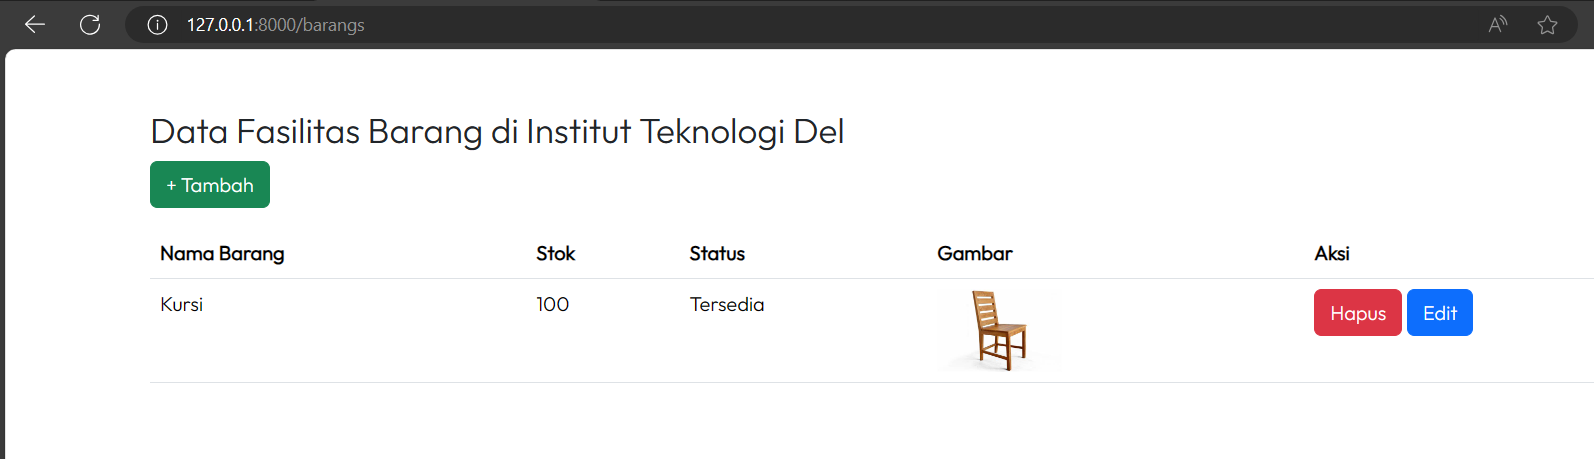 127.0.0.1:8000/barangs
Data Fasilitas Barang di Institut Teknologi Del
+ Tambah
Nama Barang Stok Status Gambar Aksi
Kursi 100 Tersedia Hapus Edit